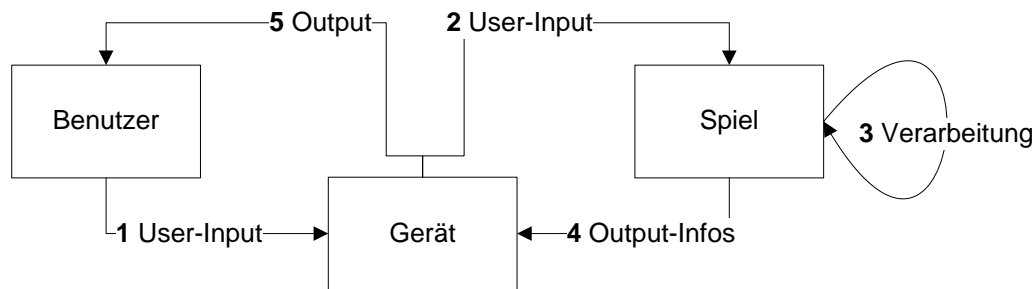 5 Output
2 User-Input
Benutzer
Spiel
3 Verarbeitung
1 User-Input
Gerät
4 Output-Infos